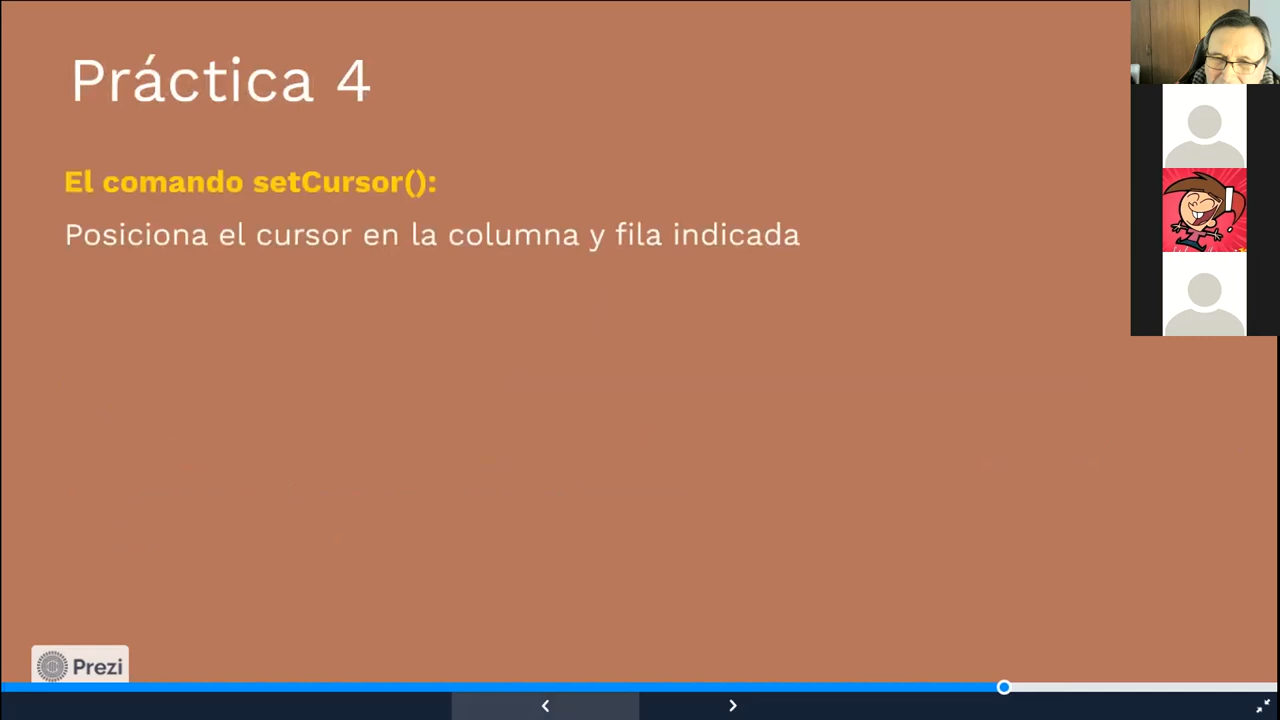 Práctica 4
El comando setCursor():
Posiciona el cursor en la columna y fila indicada
Prezi